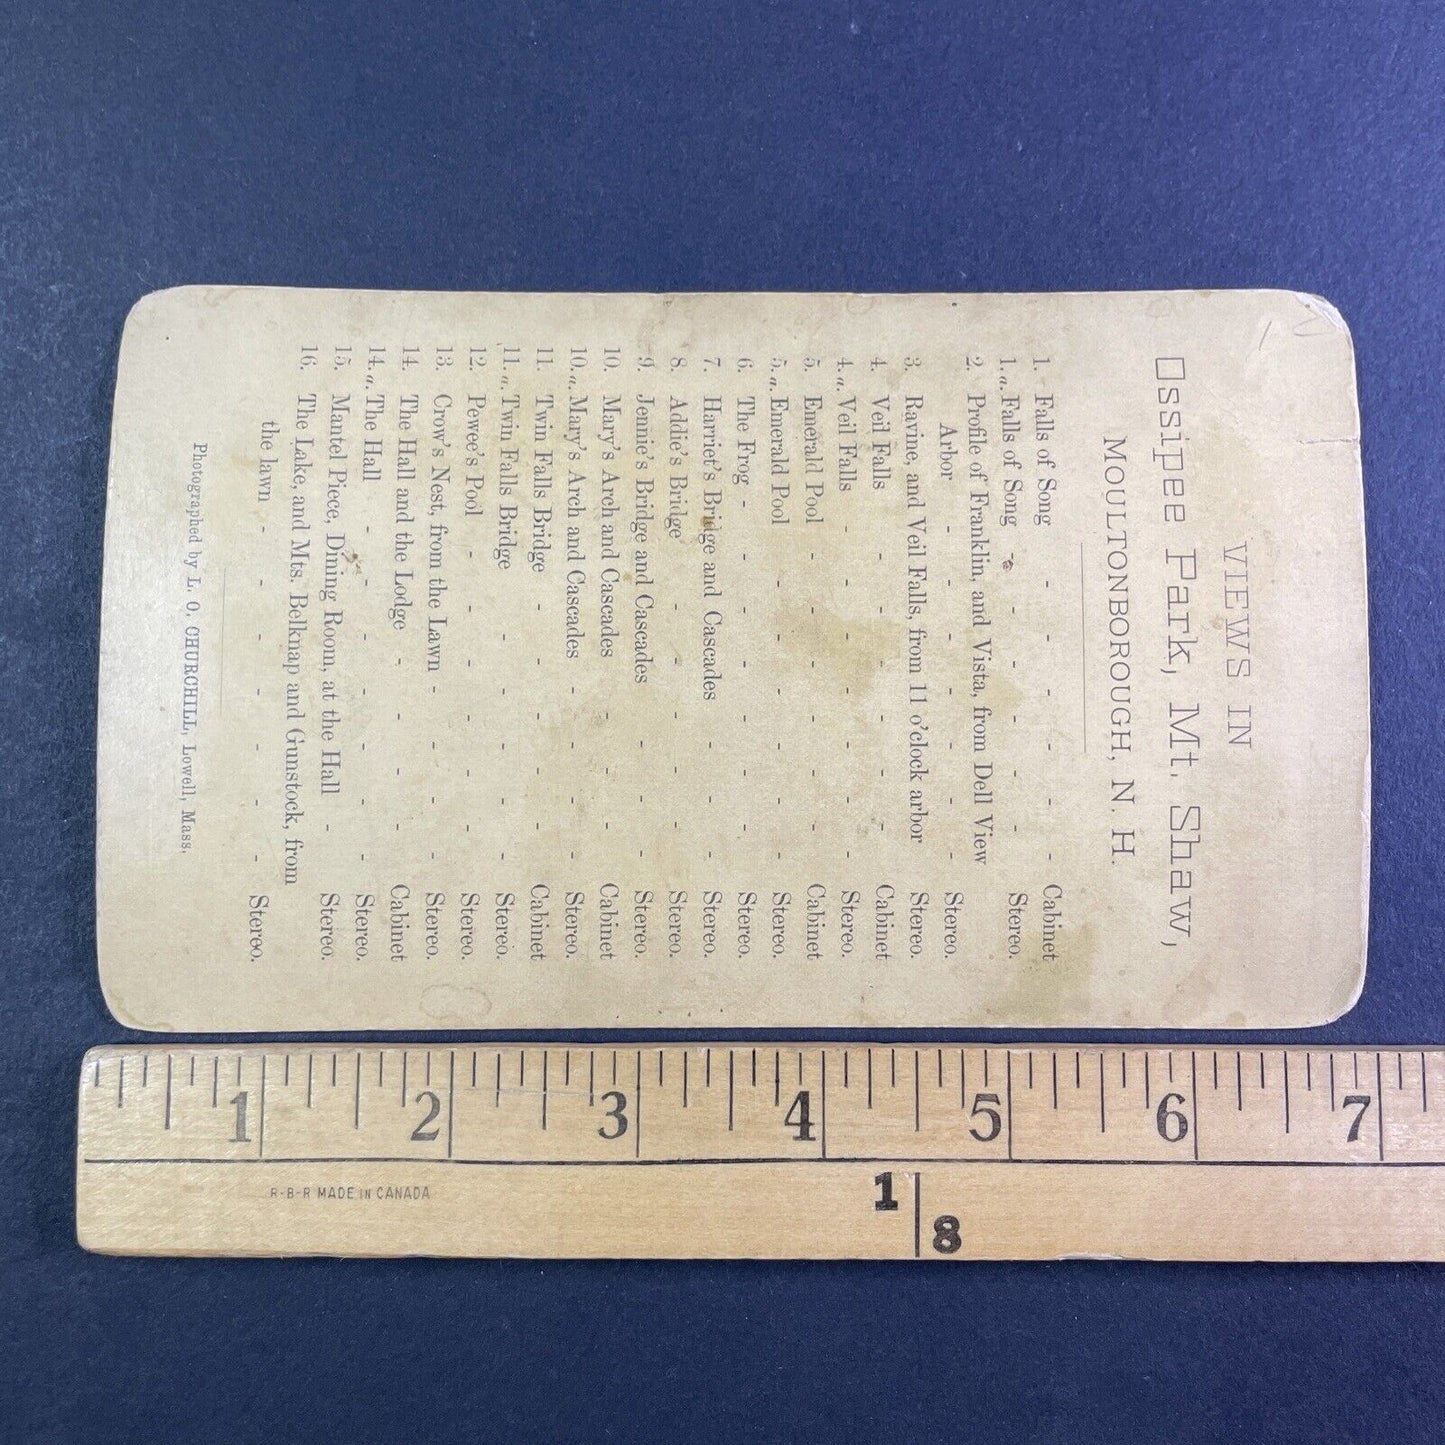 VIEWS IN
Ossipee Park, Mt. Shaw,
MOULTONBOROUGH, N. H.
1. Falls of Song - - - - - - Cabinet
1.a. Falls of Song - - - - - - Stereo.
2. Profile of Franklin, and Vista, from Dell View
Arbor - - - - - - - Stereo.
3. Ravine, and Veil Falls, from 11 o'clock arbor Stereo.
4. Veil Falls - - - - - - Cabinet
4.a. Veil Falls - - - - - - - Stereo.
5. Emerald Pool - - - - - Cabinet
5.a. Emerald Pool - - - - - - Stereo.
6. The Frog - - - - - - - Stereo.
7. Harriet's Bridge and Cascades - - - Stereo.
8. Addie's Bridge - - - - - - Stereo.
9. Jennie's Bridge and Cascades - - - Stereo.
10. Mary's Arch and Cascades - - - Cabinet
10.a. Mary's Arch and Cascades - - - - Stereo.
11. Twin Falls Bridge - - - - - Cabinet
11.a. Twin Falls Bridge - - - - - Stereo.
12. Pewee's Pool - - - - - - Stereo.
13. Crow's Nest, from the Lawn - - - - Stereo.
14. The Hall and the Lodge - - - - Cabinet
14.a. The Hall - - - - - - - Stereo.
15. Mantel Piece, Dining Room, at the Hall - Stereo.
16. The Lake, and Mts. Belknap and Gunstock, from
the lawn - - - - - - - Stereo.
Photographed by L. O. CHURCHILL, Lowell, Mass.
1 2 3 4 5 6 7
R-B-R MADE IN CANADA
1
8